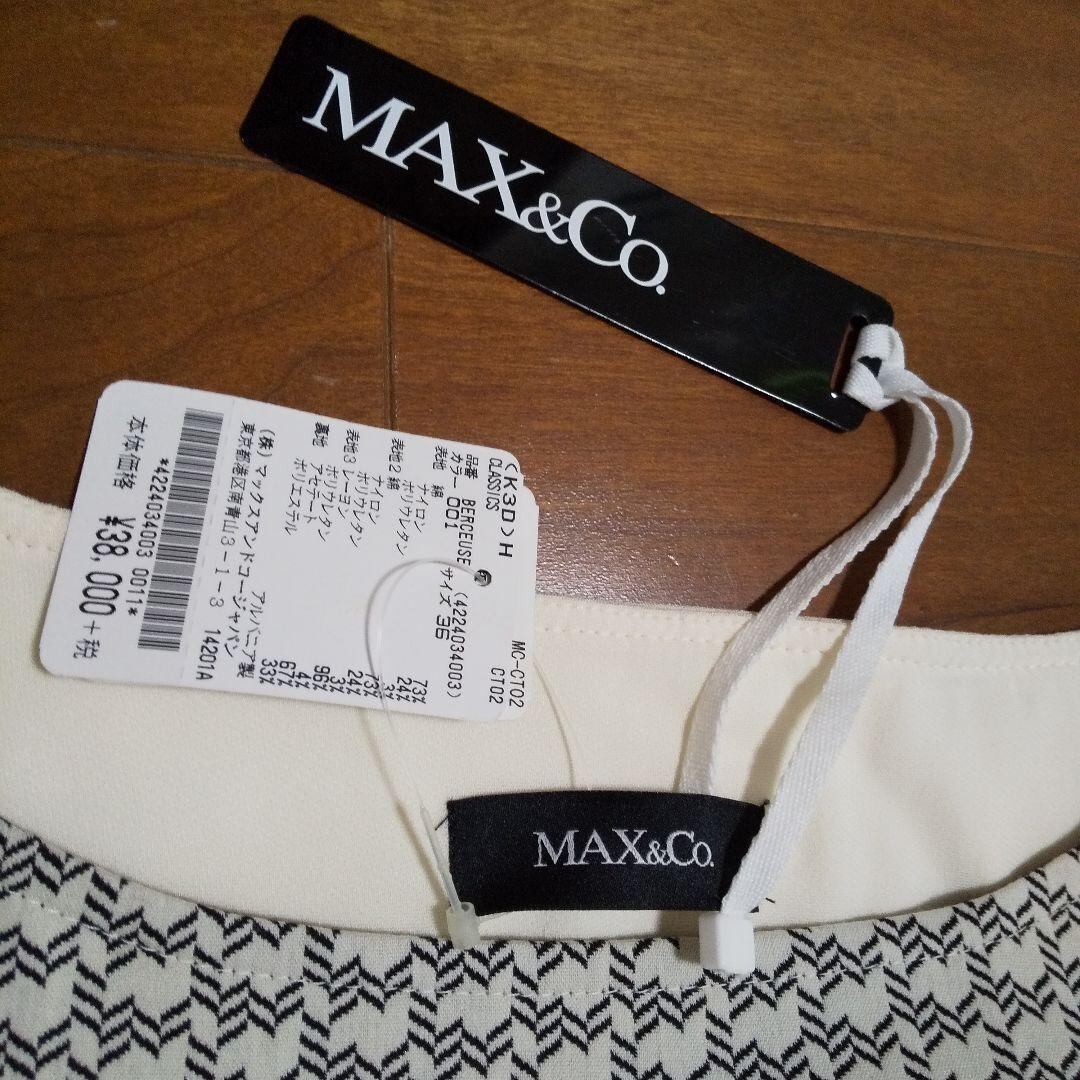 MAX&Co.
(K3D)H MC-CT02
CLASSICS CT02
品番 BERCEUSE (4224034003)
カラー 001 サイズ 36
表地 綿 73%
ナイロン 24%
ポリウレタン 3%
表地2 綿 73%
ナイロン 24%
ポリウレタン 3%
表地3 レーヨン 96%
ポリウレタン 4%
裏地 アセテート 67%
ポリエステル 33%
アルバニア製
(株)マックスアンドコージャパン
東京都港区南青山3-1-3 14201A
*4224034003 0011*
本体価格 ¥38,000+税
MAX&Co.